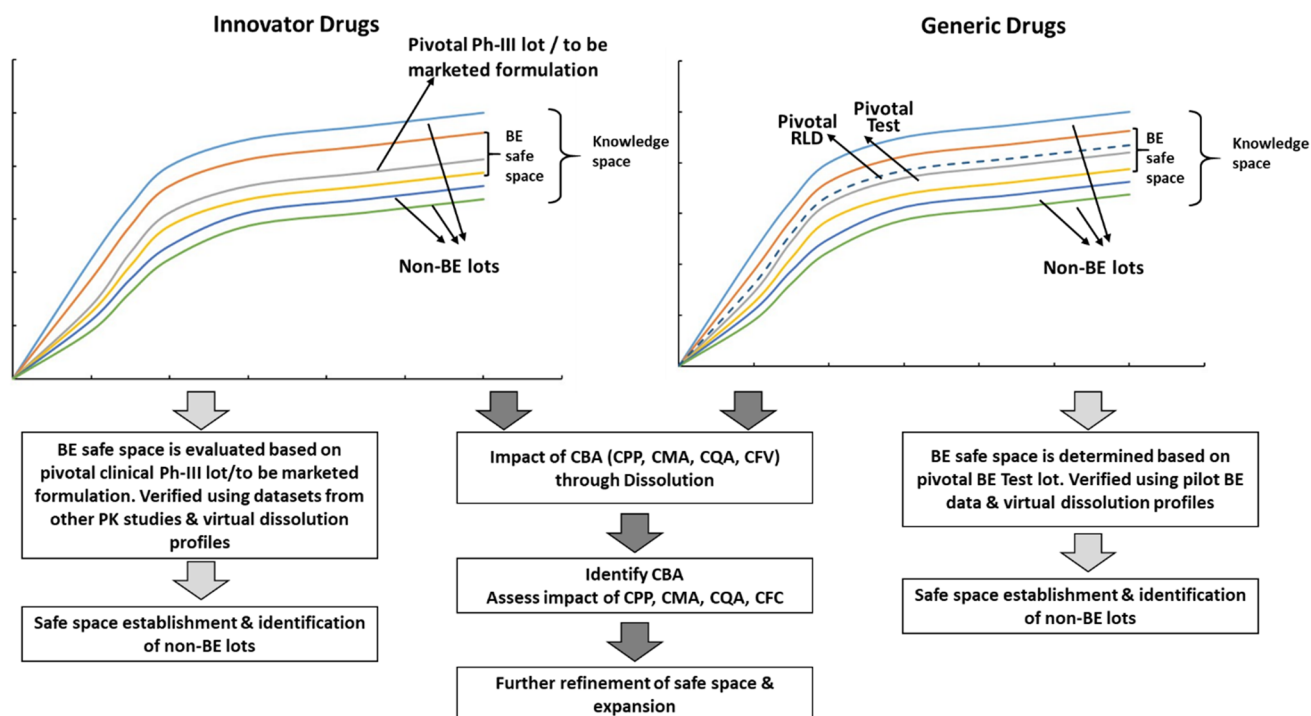 Innovator Drugs
Pivotal Ph-III lot / to be
marketed formulation
BE
safe
space
Knowledge
space
Non-BE lots
Generic Drugs
Pivotal
RLD
Pivotal
Test
BE
safe
space
Knowledge
space
Non-BE lots
BE safe space is evaluated based on
pivotal clinical Ph-III lot/to be marketed
formulation. Verified using datasets from
other PK studies & virtual dissolution
profiles
Safe space establishment & identification
of non-BE lots
Impact of CBA (CPP, CMA, CQA, CFV)
through Dissolution
Identify CBA
Assess impact of CPP, CMA, CQA, CFC
Further refinement of safe space &
expansion
BE safe space is determined based on
pivotal BE Test lot. Verified using pilot BE
data & virtual dissolution profiles
Safe space establishment & identification
of non-BE lots